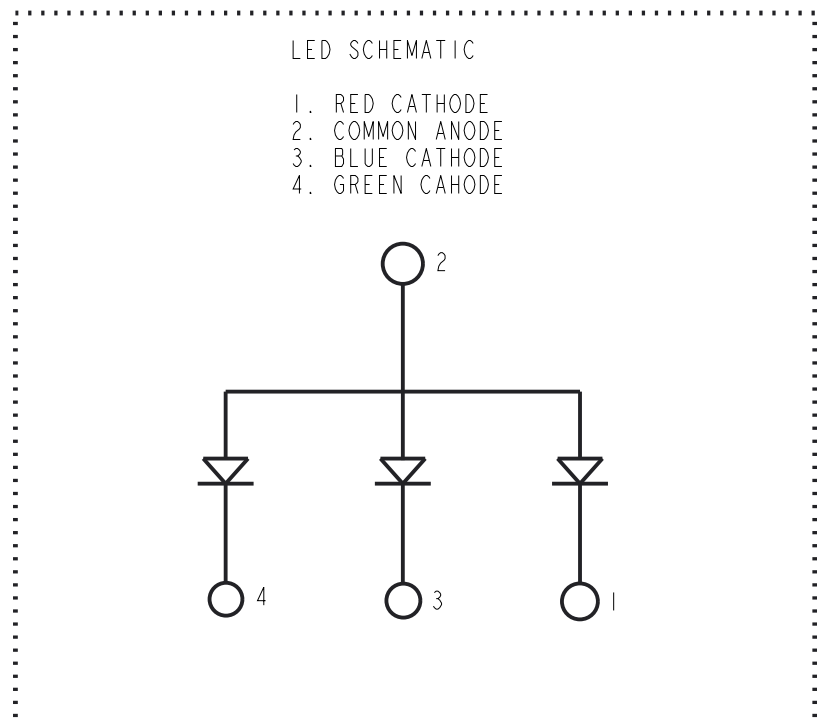 LED SCHEMATIC
1. RED CATHODE
2. COMMON ANODE
3. BLUE CATHODE
4. GREEN CAHODE
2
4
3
1